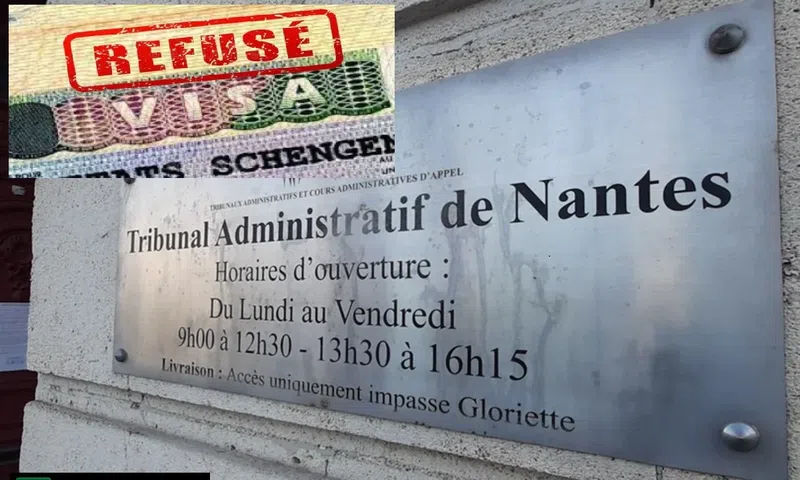 REFUSÉ
VISA
ÉTATS SCHENGEN
TRIBUNAUX ADMINISTRATIFS ET COURS ADMINISTRATIVES D'APPEL
Tribunal Administratif de Nantes
Horaires d'ouverture :
Du Lundi au Vendredi
9h00 à 12h30 - 13h30 à 16h15
Livraison : Accès uniquement impasse Gloriette